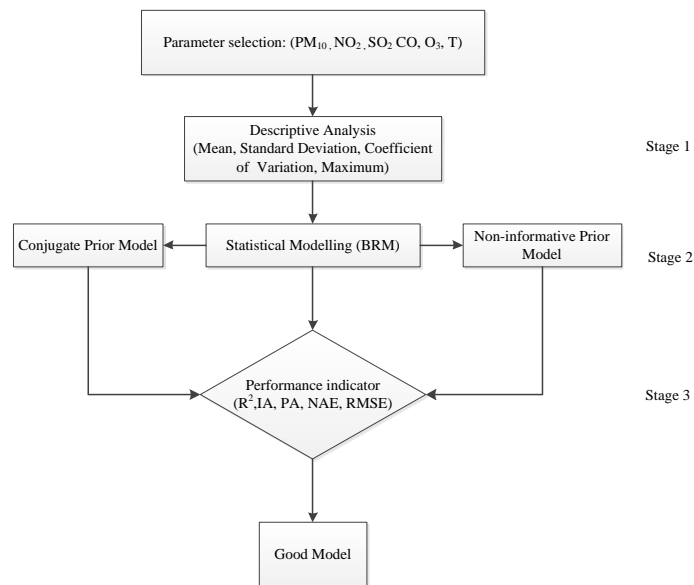 Parameter selection: (PM₁₀, NO₂, SO₂ CO, O₃, T)
Descriptive Analysis
(Mean, Standard Deviation, Coefficient
of Variation, Maximum)
Stage 1
Conjugate Prior Model
Statistical Modelling (BRM)
Non-informative Prior
Model
Stage 2
Performance indicator
(R²,IA, PA, NAE, RMSE)
Stage 3
Good Model